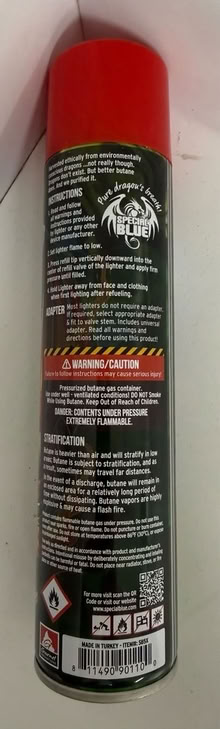 ethically from environmentally
conscious dragons ...not really though,
dragons don't exist. But better butane
does. And we purified it.
Pure dragon's breath!
SPECIAL
BLUE
INSTRUCTIONS
1. Read and follow
all warnings and
instructions provided
by lighter or any other
device manufacturer.
2. Set lighter flame to low.
3. Press refill tip vertically downward into the
center of refill valve of the lighter and apply firm
pressure until filled.
4. Hold Lighter away from face and clothing
when first lighting after refueling.
ADAPTER Most lighters do not require an adapter.
If required, select appropriate adapter
& fit to valve stem. Includes universal
adapter. Read all warnings and
directions before using this product!
WARNING/CAUTION
Failure to follow instructions may cause serious injury!
Pressurized butane gas container.
Use under well - ventilated conditions! DO NOT Smoke
While Using Butane. Keep Out of Reach of Children.
DANGER: CONTENTS UNDER PRESSURE
EXTREMELY FLAMMABLE.
STRATIFICATION
Butane is heavier than air and will stratify in low
areas; Butane is subject to stratification, and as
a result, sometimes may travel far distances.
In the event of a discharge, butane will remain in
an enclosed area for a relatively long period of
time without dissipating. Butane vapors are highly
explosive & may cause a flash fire.
For more visit scan the QR
Code or visit our website
www.specialblue.com
MADE IN TURKEY - ITEM#: 585X
8 11490 90110 0